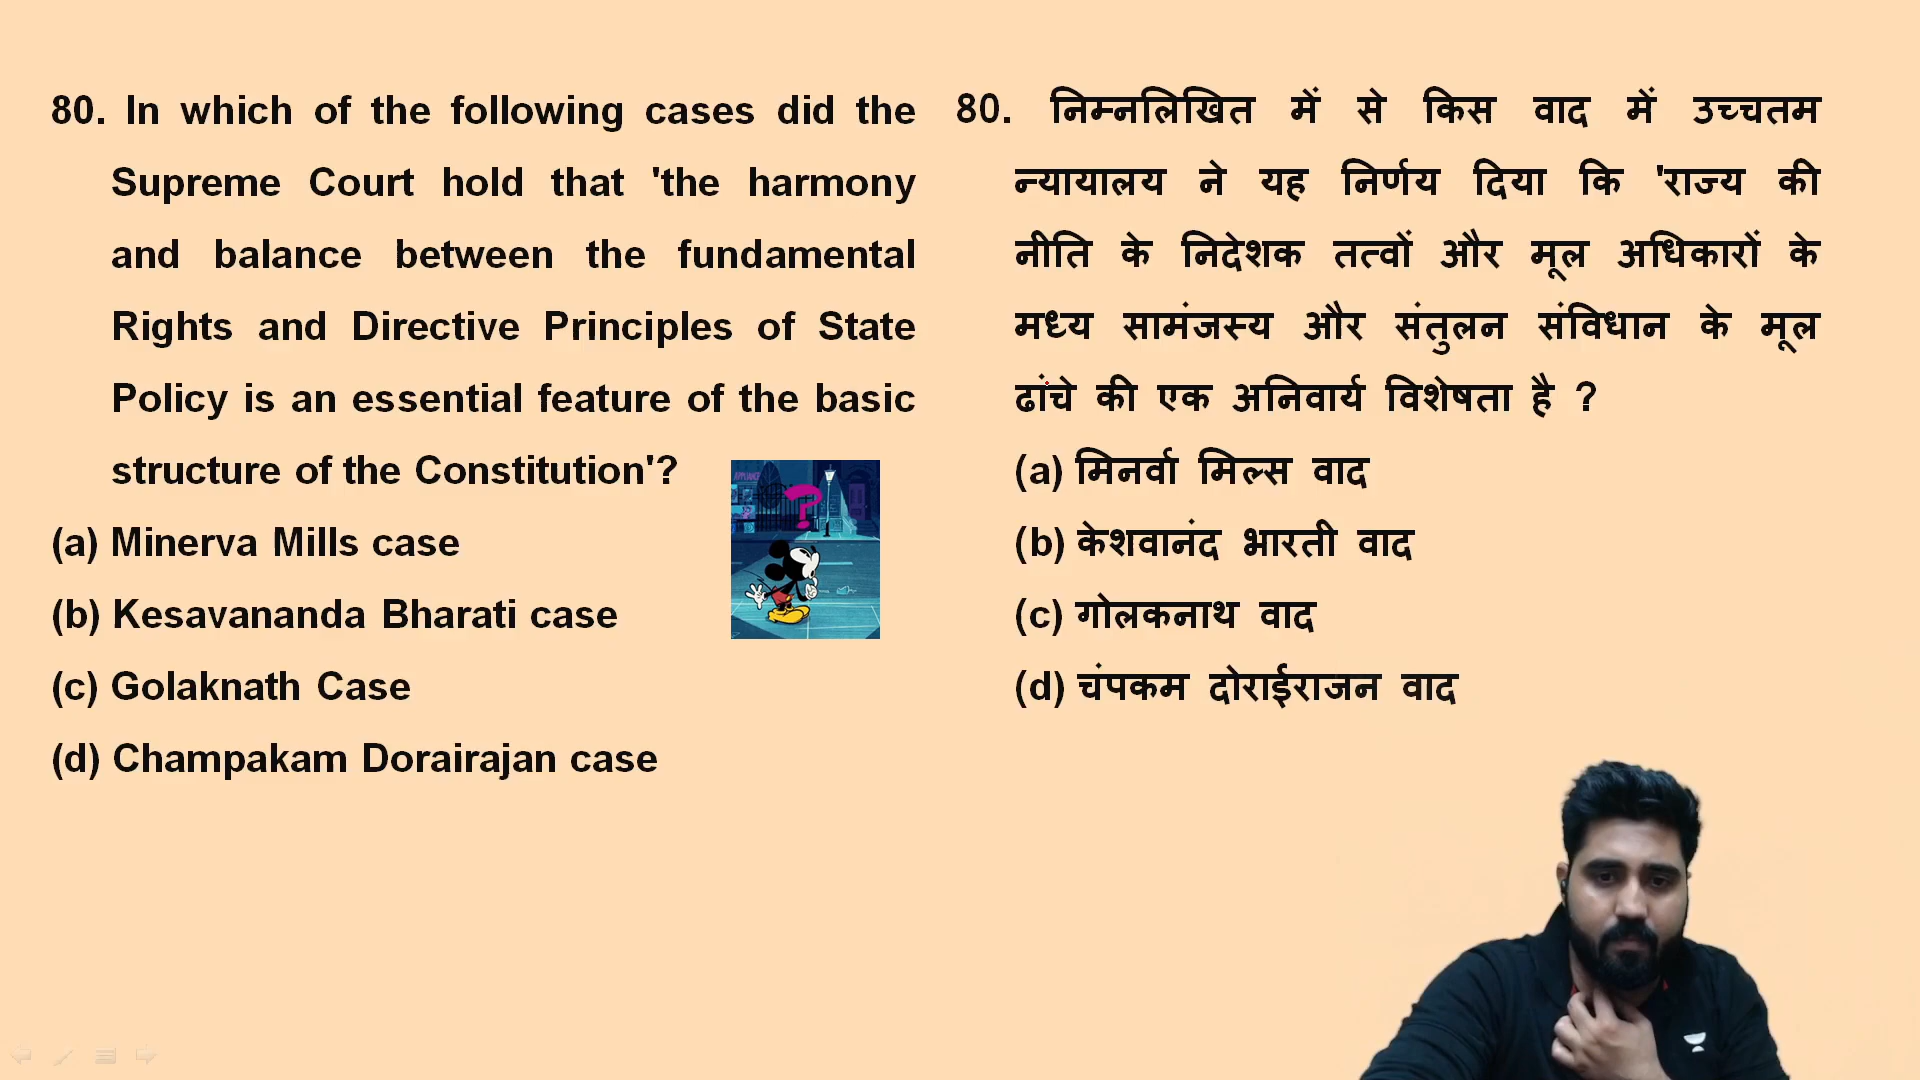 80. In which of the following cases did the
Supreme Court hold that 'the harmony
and balance between the fundamental
Rights and Directive Principles of State
Policy is an essential feature of the basic
structure of the Constitution'?
(a) Minerva Mills case
(b) Kesavananda Bharati case
(c) Golaknath Case
(d) Champakam Dorairajan case
80. निम्नलिखित में से किस वाद में उच्चतम
न्यायालय ने यह निर्णय दिया कि 'राज्य की
नीति के निदेशक तत्वों और मूल अधिकारों के
मध्य सामंजस्य और संतुलन संविधान के मूल
ढांचे की एक अनिवार्य विशेषता है ?
(a) मिनर्वा मिल्स वाद
(b) केशवानंद भारती वाद
(c) गोलकनाथ वाद
(d) चंपकम दोराईराजन वाद
?